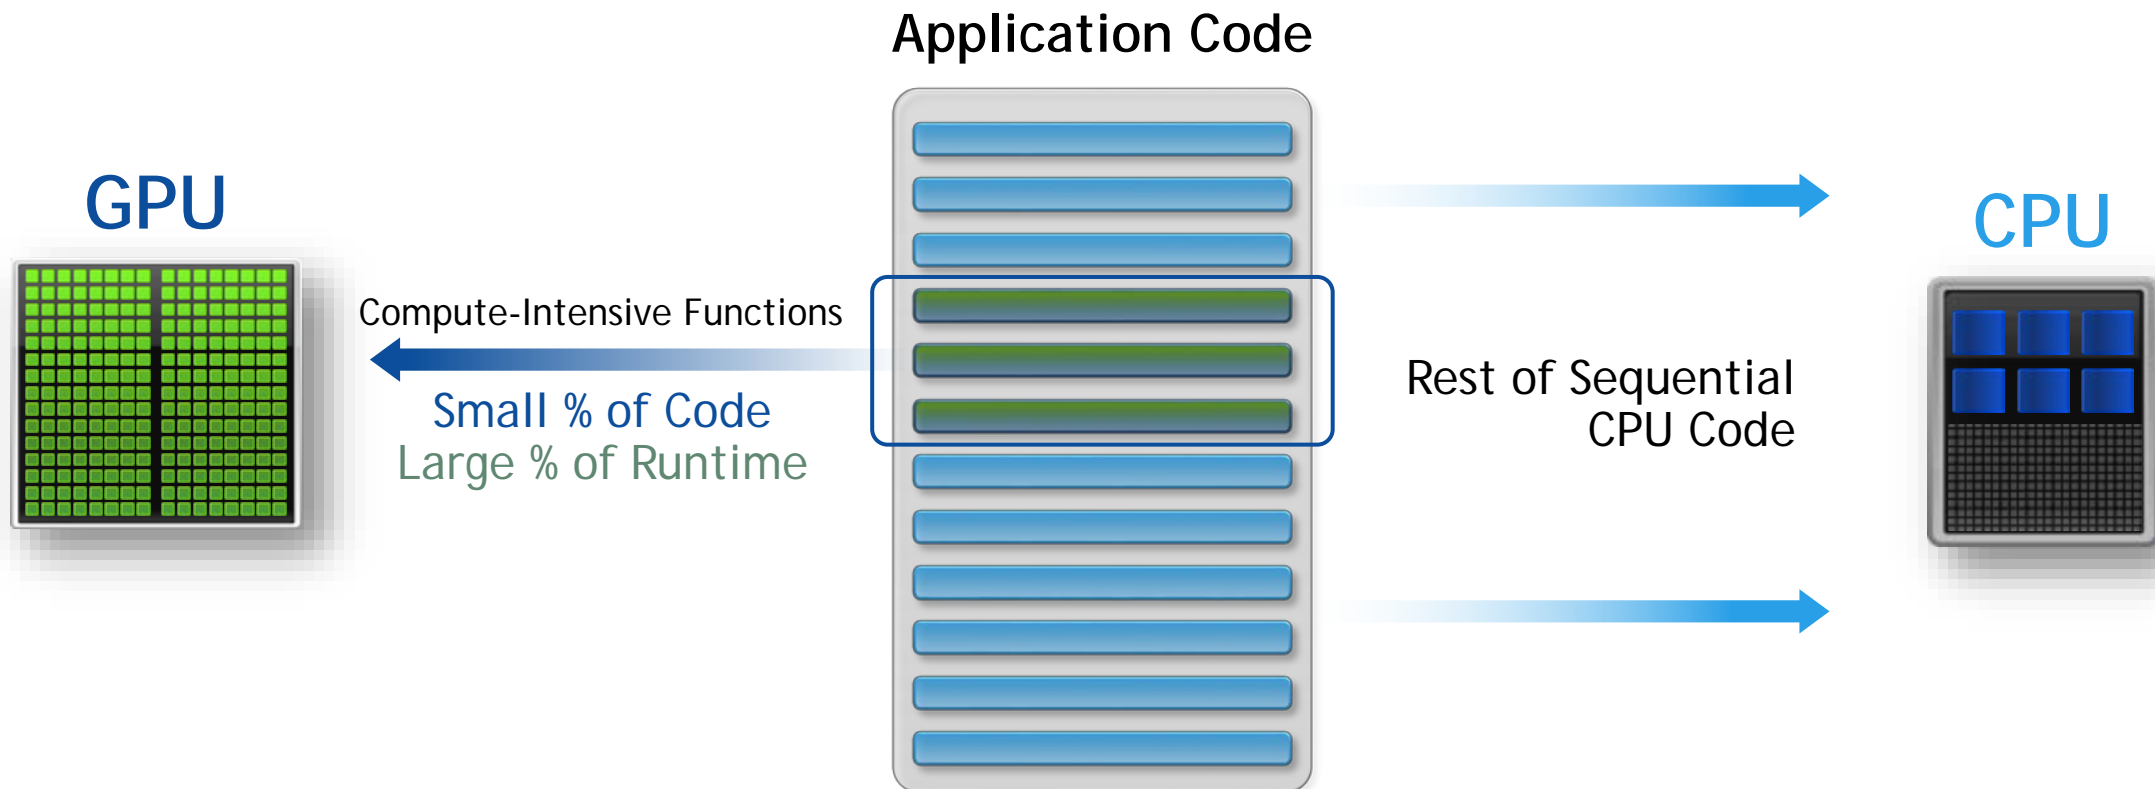 Application Code
GPU
Compute-Intensive Functions
Small % of Code
Large % of Runtime
Rest of Sequential
CPU Code
CPU